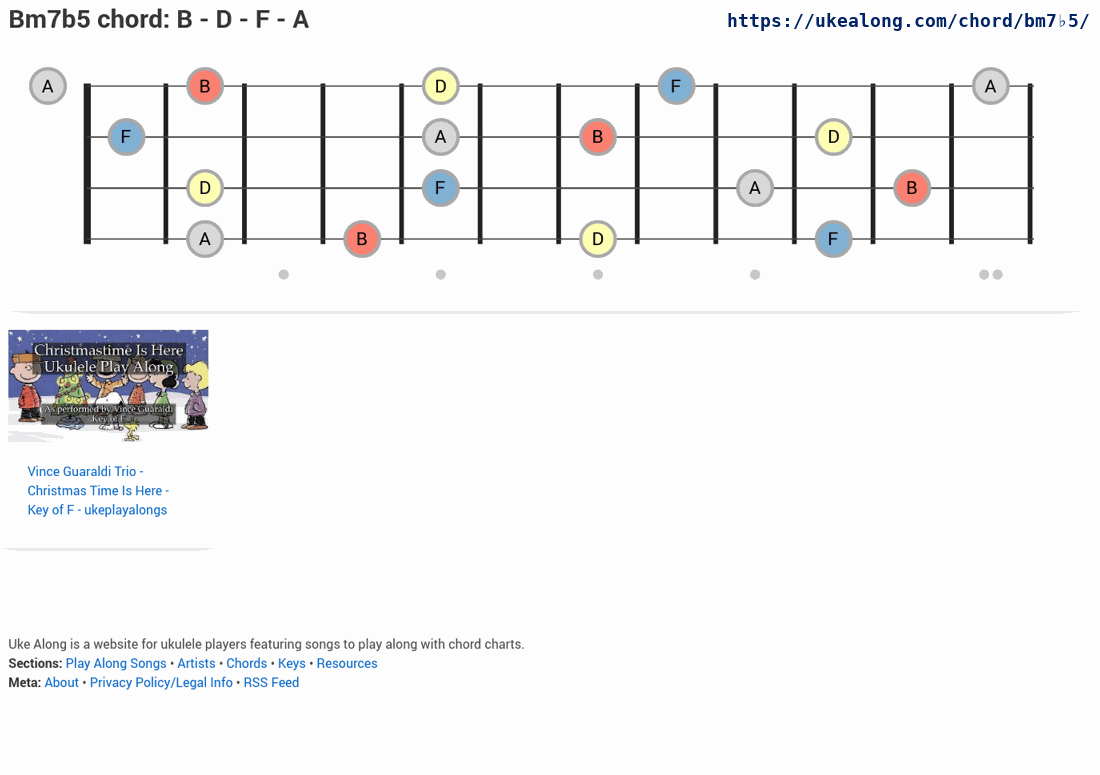 Bm7b5 chord: B - D - F - A
https://ukealong.com/chord/bm7♭5/
A B D F A
F A B D
D F A B
A B D F
Christmastime Is Here
Ukulele Play Along
As performed by Vince Guaraldi
Key of F
Vince Guaraldi Trio -
Christmas Time Is Here -
Key of F - ukeplayalongs
Uke Along is a website for ukulele players featuring songs to play along with chord charts.
Sections: Play Along Songs • Artists • Chords • Keys • Resources
Meta: About • Privacy Policy/Legal Info • RSS Feed